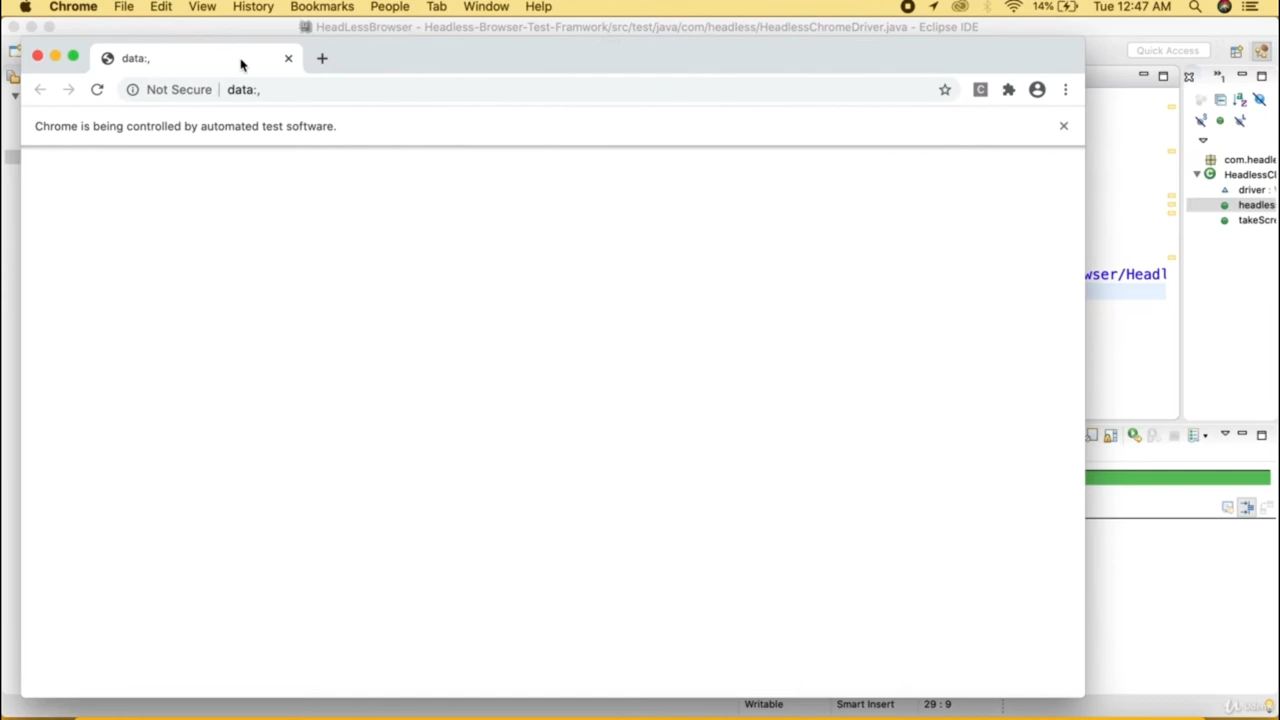 Chrome File Edit View History Bookmarks People Tab Window Help 14% Tue 12:47 AM
HeadLessBrowser - Headless-Browser-Test-Framwork/src/test/java/com/headless/HeadlessChromeDriver.java - Eclipse IDE
Quick Access
data:,
Not Secure data:,
Chrome is being controlled by automated test software.
com.headle
HeadlessCl
driver :
headles
takeScr
wser/Headl
Writable Smart Insert 29 : 9